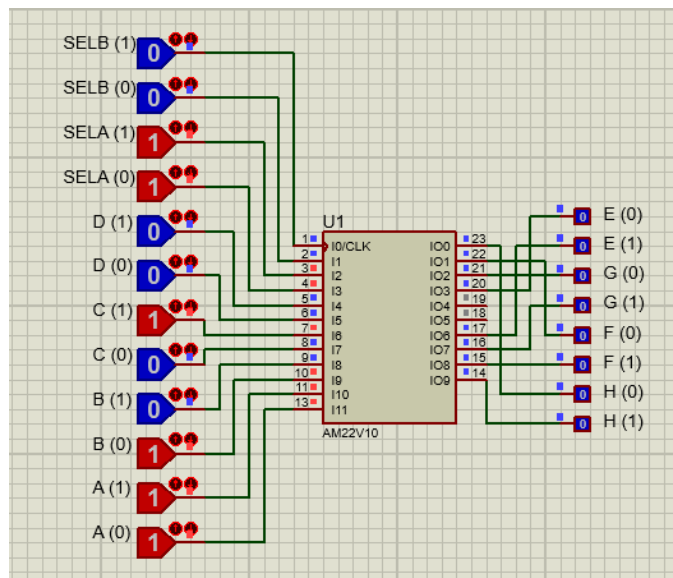 SELB (1)
0
SELB (0)
0
SELA (1)
1
SELA (0)
1
D (1)
0
D (0)
0
C (1)
1
C (0)
0
B (1)
0
B (0)
1
A (1)
1
A (0)
1
U1
1 I0/CLK
2 I1
3 I2
4 I3
5 I4
6 I5
7 I6
8 I7
9 I8
10 I9
11 I10
13 I11
IO0 23
IO1 22
IO2 21
IO3 20
IO4 19
IO5 18
IO6 17
IO7 16
IO8 15
IO9 14
AM22V10
0 E (0)
0 E (1)
0 G (0)
0 G (1)
0 F (0)
0 F (1)
0 H (0)
0 H (1)